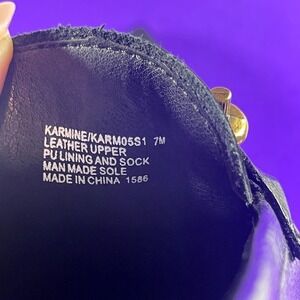 KARMINE/KARM05S1 7M
LEATHER UPPER
PU LINING AND SOCK
MAN MADE SOLE
MADE IN CHINA 1586